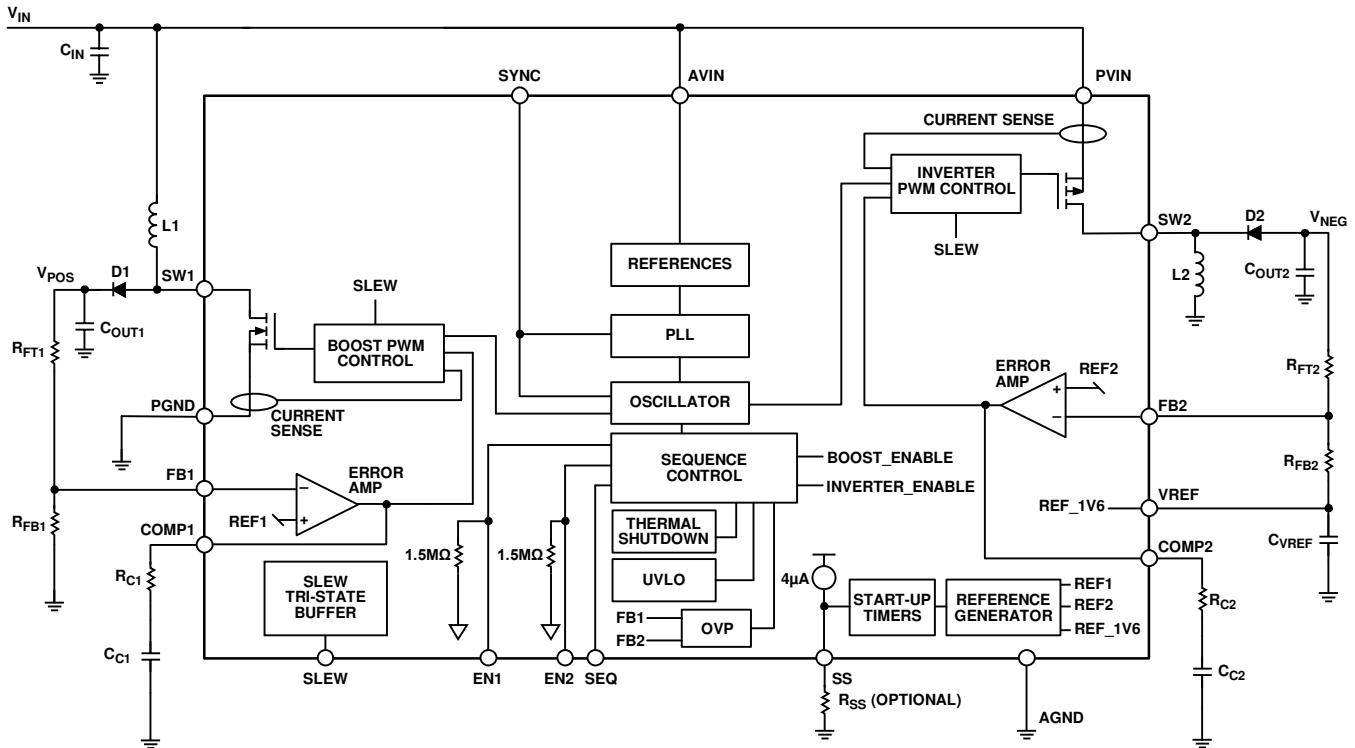 VIN
CIN
SYNC
AVIN
PVIN
CURRENT SENSE
INVERTER
PWM CONTROL
SLEW
SW2
D2
VNEG
L2
COUT2
L1
VPOS
D1
SW1
COUT1
RFT1
SLEW
BOOST PWM
CONTROL
REFERENCES
PLL
OSCILLATOR
PGND
CURRENT
SENSE
ERROR
AMP
REF2
+
−
RFT2
FB2
RFB2
SEQUENCE
CONTROL
BOOST_ENABLE
INVERTER_ENABLE
FB1
ERROR
AMP
−
+
REF1
RFB1
COMP1
REF_1V6
VREF
CVREF
COMP2
THERMAL
SHUTDOWN
UVLO
FB1
FB2
OVP
1.5MΩ
1.5MΩ
4µA
START-UP
TIMERS
REFERENCE
GENERATOR
REF1
REF2
REF_1V6
RC1
CC1
SLEW
TRI-STATE
BUFFER
RC2
CC2
SLEW
EN1
EN2
SEQ
SS
RSS (OPTIONAL)
AGND